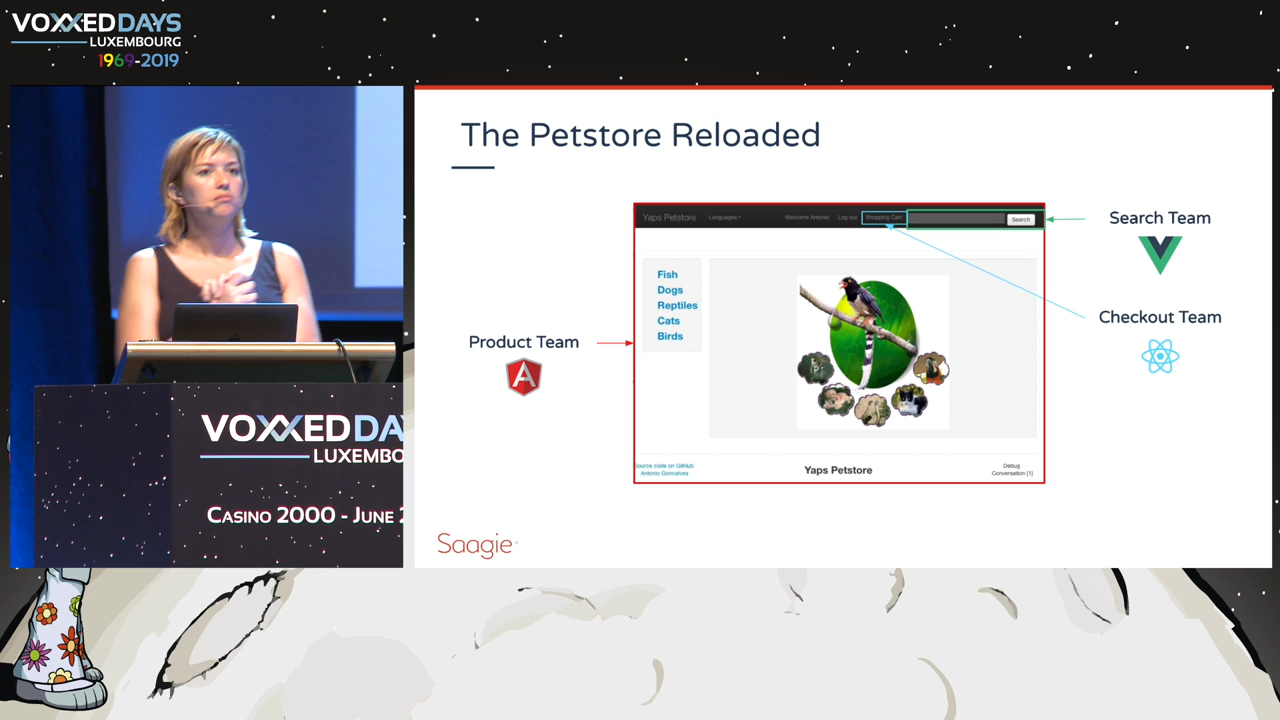 VOXXEDDAYS
LUXEMBOURG
1969-2019
VOXXEDDA
LUXEMBO
CASINO 2000 - JUNE 2
The Petstore Reloaded
Yaps Petstore
Languages
Welcome Antonio
Log out
Shopping Cart
Search
Fish
Dogs
Reptiles
Cats
Birds
Source code on GitHub
Antonio Goncalves
Yaps Petstore
Debug
Conversation [1]
Product Team
A
Search Team
Checkout Team
Saagie